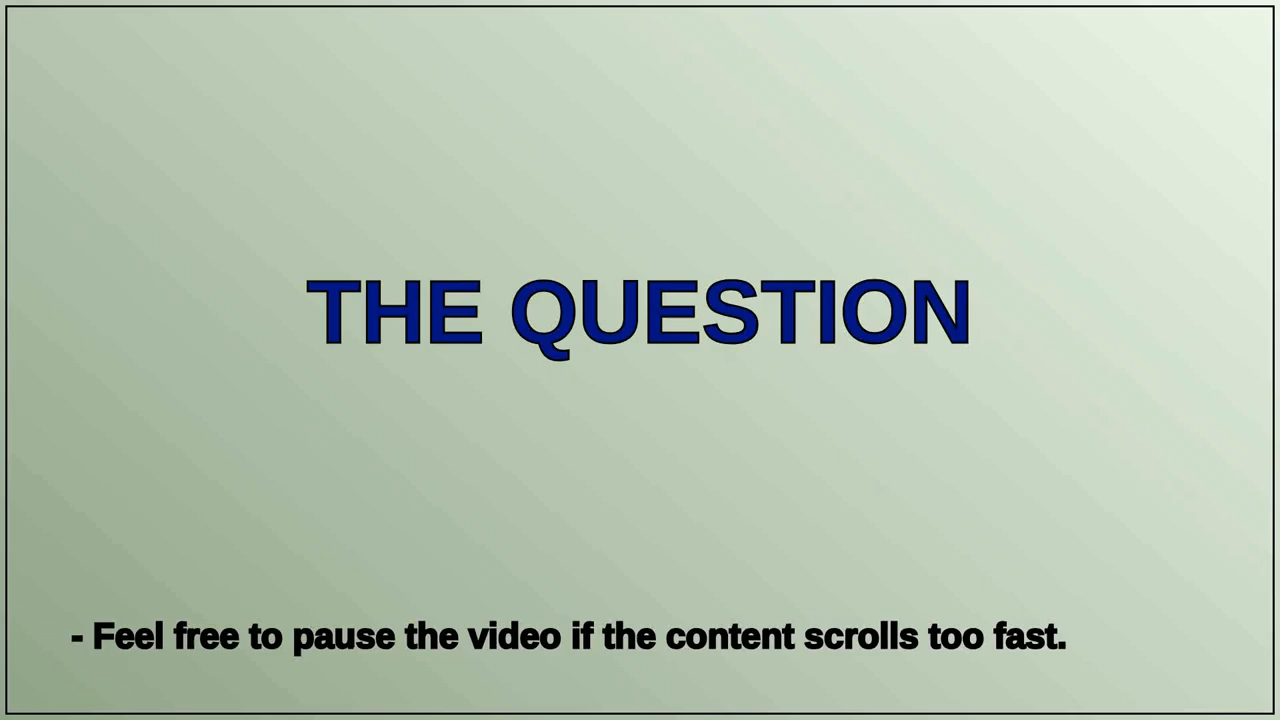 THE QUESTION
- Feel free to pause the video if the content scrolls too fast.